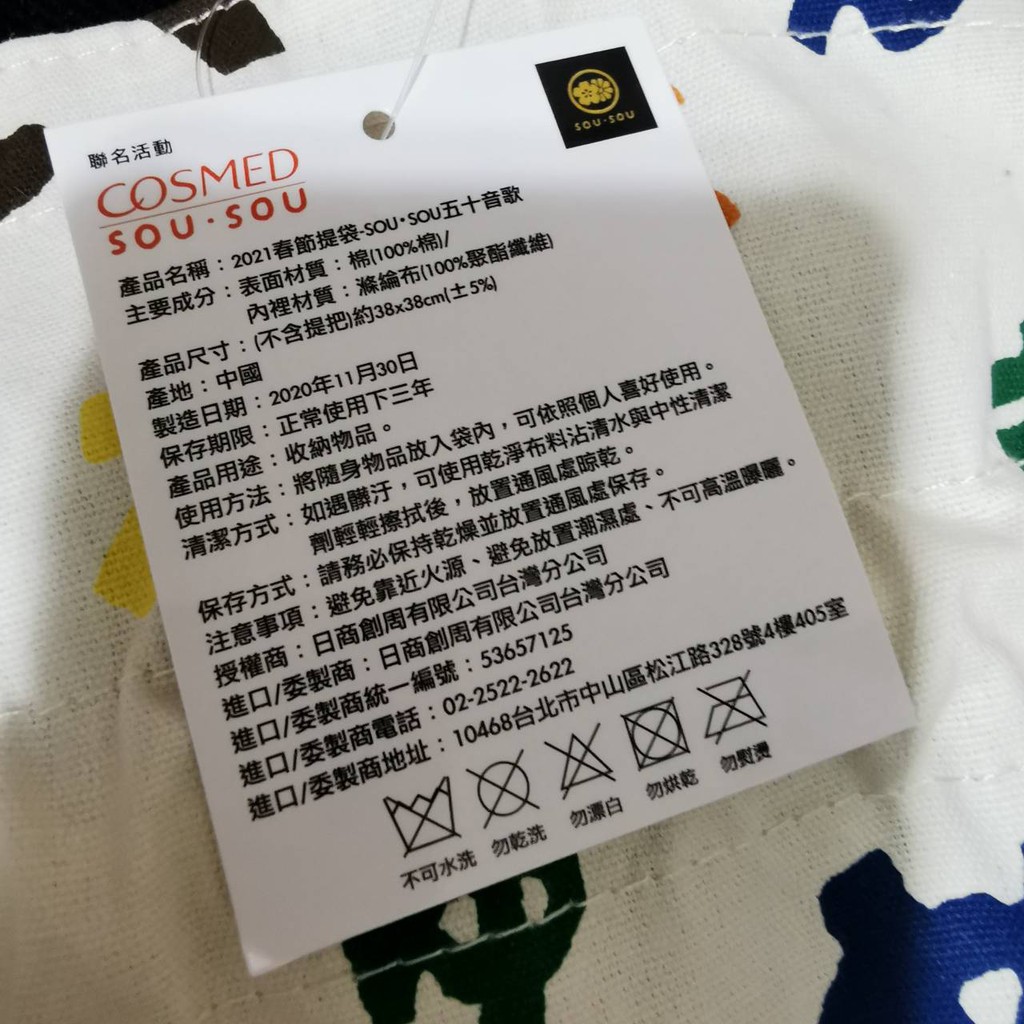 聯名活動
COSMED
SOU・SOU
SOU・SOU
產品名稱：2021春節提袋-SOU・SOU五十音歌
主要成分：表面材質：棉(100%棉)/
內裡材質：滌綸布(100%聚酯纖維)
產品尺寸：(不含提把)約38x38cm(±5%)
產地：中國
製造日期：2020年11月30日
保存期限：正常使用下三年
產品用途：收納物品。
使用方法：將隨身物品放入袋內，可依照個人喜好使用。
清潔方式：如遇髒汙，可使用乾淨布料沾清水與中性清潔
劑輕輕擦拭後，放置通風處晾乾。
保存方式：請務必保持乾燥並放置通風處保存。
注意事項：避免靠近火源、避免放置潮濕處、不可高溫曝曬。
授權商：日商創周有限公司台灣分公司
進口/委製商：日商創周有限公司台灣分公司
進口/委製商統一編號：53657125
進口/委製商電話：02-2522-2622
進口/委製商地址：10468台北市中山區松江路328號4樓405室
不可水洗 勿乾洗 勿漂白 勿烘乾 勿熨燙